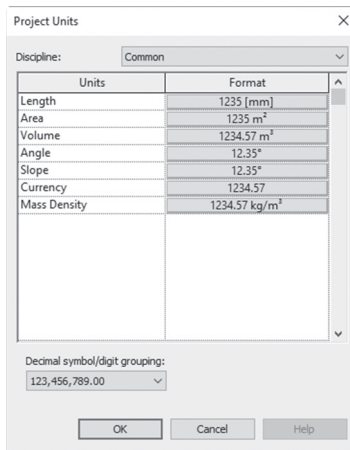 Project Units
Discipline: Common
Units Format
Length 1235 [mm]
Area 1235 m²
Volume 1234.57 m³
Angle 12.35°
Slope 12.35°
Currency 1234.57
Mass Density 1234.57 kg/m³
Decimal symbol/digit grouping:
123,456,789.00
OK Cancel Help